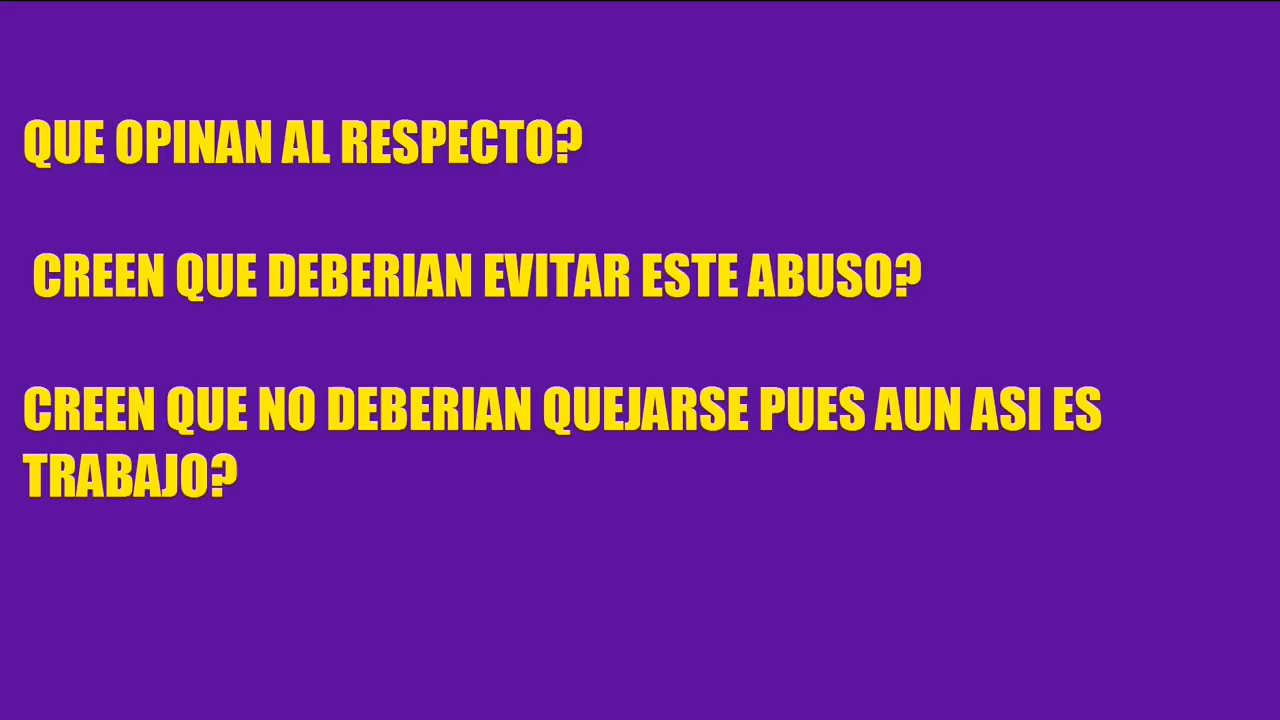 QUE OPINAN AL RESPECTO?
CREEN QUE DEBERIAN EVITAR ESTE ABUSO?
CREEN QUE NO DEBERIAN QUEJARSE PUES AUN ASI ES
TRABAJO?